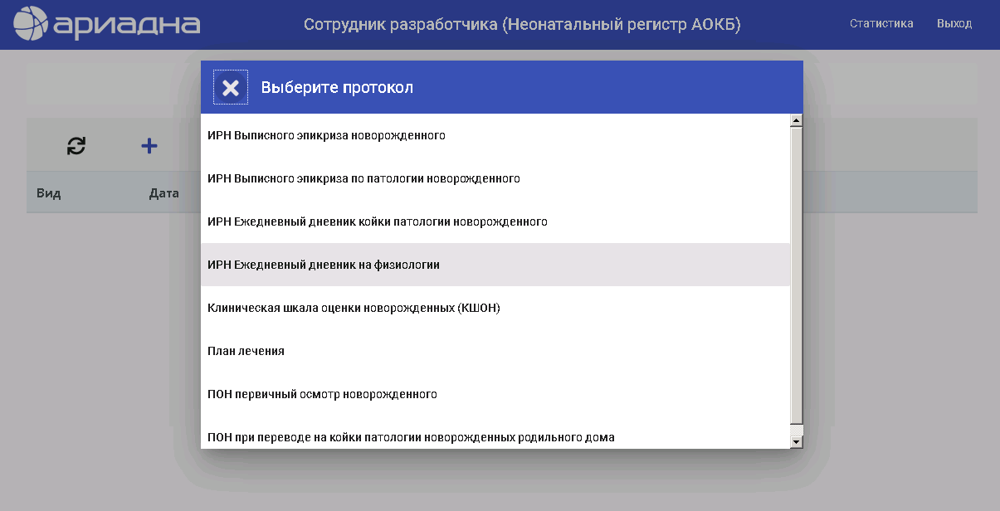 ариадна
Сотрудник разработчика (Неонатальный регистр АОКБ)
Статистика
Выход
Выберите протокол
ИРН Выписного эпикриза новорожденного
ИРН Выписного эпикриза по патологии новорожденного
Вид
Дата
ИРН Ежедневный дневник койки патологии новорожденного
ИРН Ежедневный дневник на физиологии
Клиническая шкала оценки новорожденных (КШОН)
План лечения
ПОН первичный осмотр новорожденного
ПОН при переводе на койки патологии новорожденных родильного дома